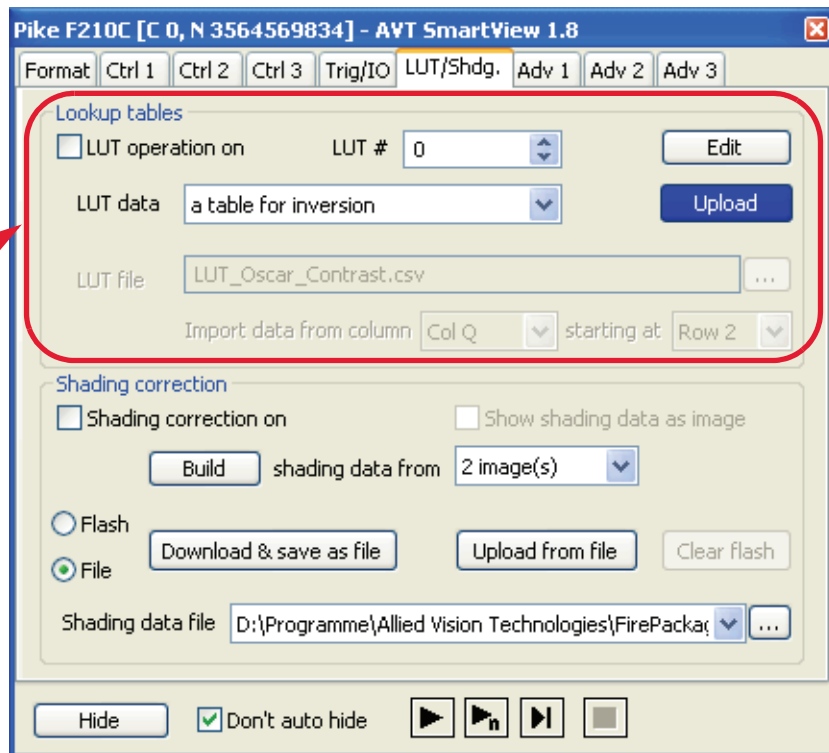 Pike F210C [C 0, N 3564569834] - AVT SmartView 1.8
Format Ctrl 1 Ctrl 2 Ctrl 3 Trig/IO LUT/Shdg. Adv 1 Adv 2 Adv 3
Lookup tables
LUT operation on LUT # 0 Edit
LUT data a table for inversion Upload
LUT file LUT_Oscar_Contrast.csv ...
Import data from column Col Q starting at Row 2
Shading correction
Shading correction on Show shading data as image
Build shading data from 2 image(s)
Flash
Download & save as file Upload from file Clear flash
File
Shading data file D:\Programme\Allied Vision Technologies\FirePackag ...
Hide Don't auto hide n